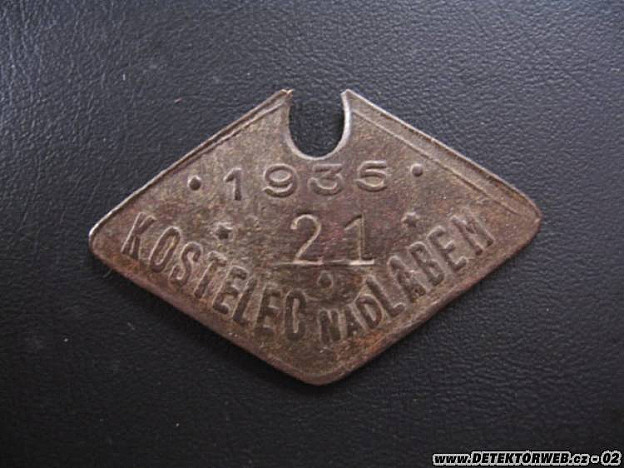 1935
21
KOSTELEC NAD LABEM
www.DETEKTORWEB.cz - 02